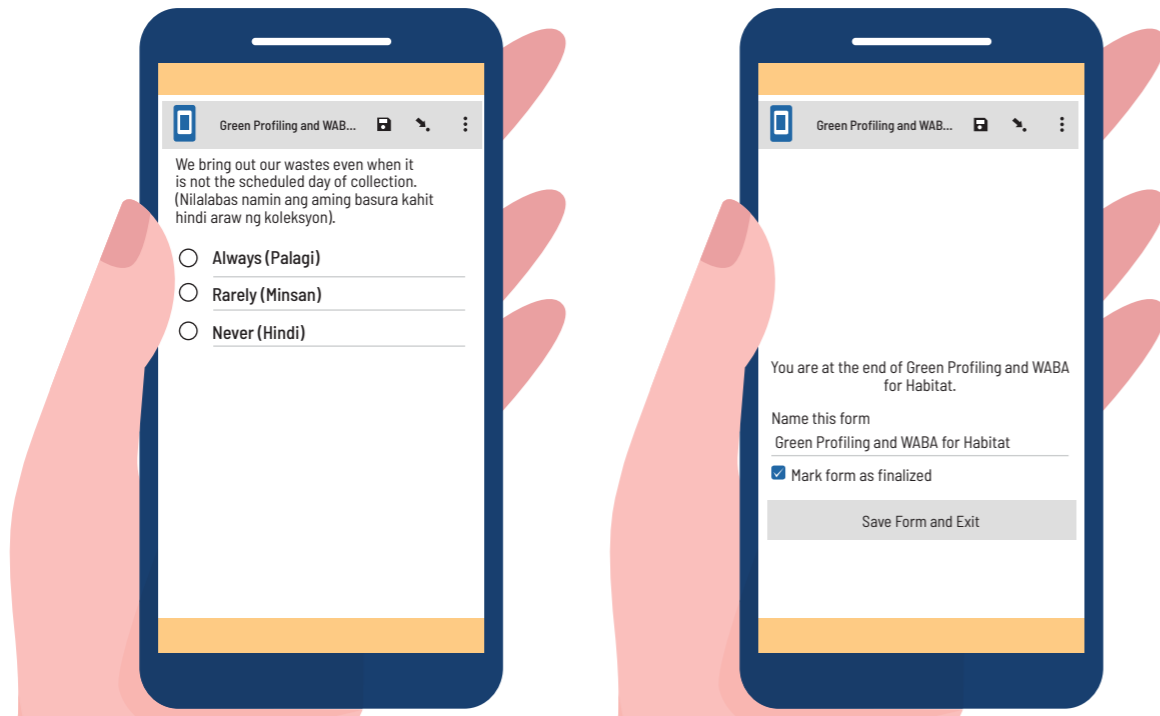 Green Profiling and WAB...
We bring out our wastes even when it
is not the scheduled day of collection.
(Nilalabas namin ang aming basura kahit
hindi araw ng koleksyon).
Always (Palagi)
Rarely (Minsan)
Never (Hindi)
Green Profiling and WAB...
You are at the end of Green Profiling and WABA
for Habitat.
Name this form
Green Profiling and WABA for Habitat
Mark form as finalized
Save Form and Exit